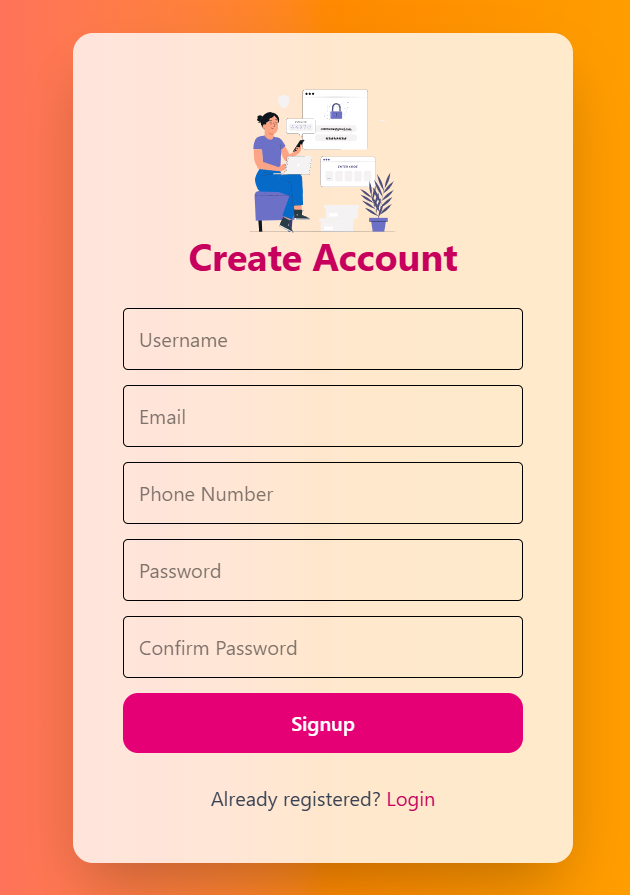 Create Account
Username
Email
Phone Number
Password
Confirm Password
Signup
Already registered? Login